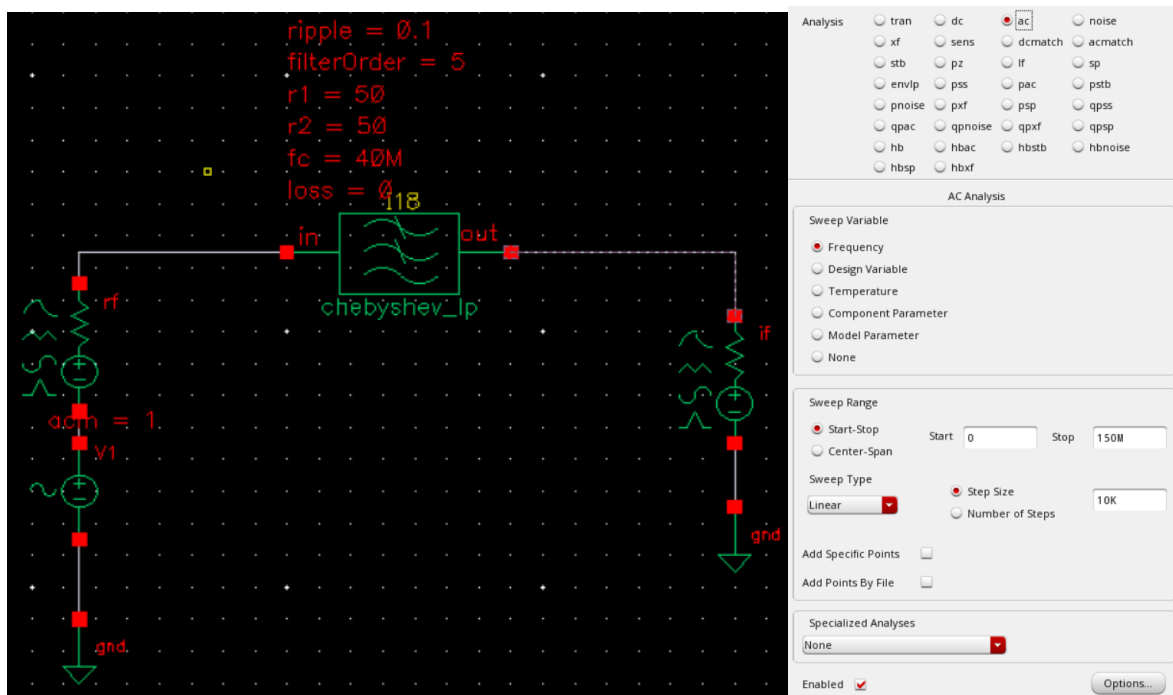 ripple = 0.1
filterOrder = 5
r1 = 50
r2 = 50
fc = 40M
loss = 0
I18
in
out
chebyshev_lp
rf
if
acm = 1
V1
gnd
gnd
Analysis
tran dc ac noise
xf sens dcmatch acmatch
stb pz lf sp
envlp pss pac pstb
pnoise pxf psp qpss
qpac qpnoise qpxf qpsp
hb hbac hbstb hbnoise
hbsp hbxf
AC Analysis
Sweep Variable
Frequency
Design Variable
Temperature
Component Parameter
Model Parameter
None
Sweep Range
Start-Stop Start 0 Stop 150M
Center-Span
Sweep Type
Linear
Step Size
Number of Steps
10K
Add Specific Points
Add Points By File
Specialized Analyses
None
Enabled
Options...